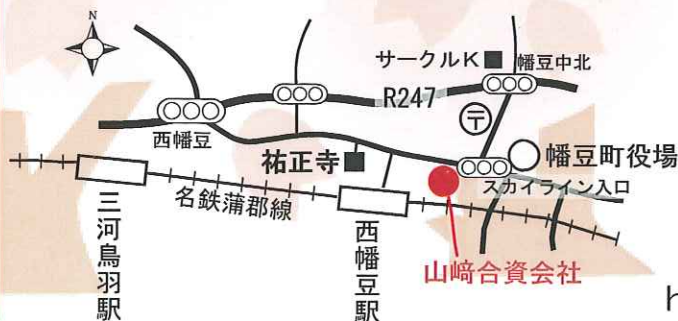 N
サークルK
幡豆中北
R247
〒
西幡豆
祐正寺
幡豆町役場
スカイライン入口
名鉄蒲郡線
三河鳥羽駅
西幡豆駅
山﨑合資会社